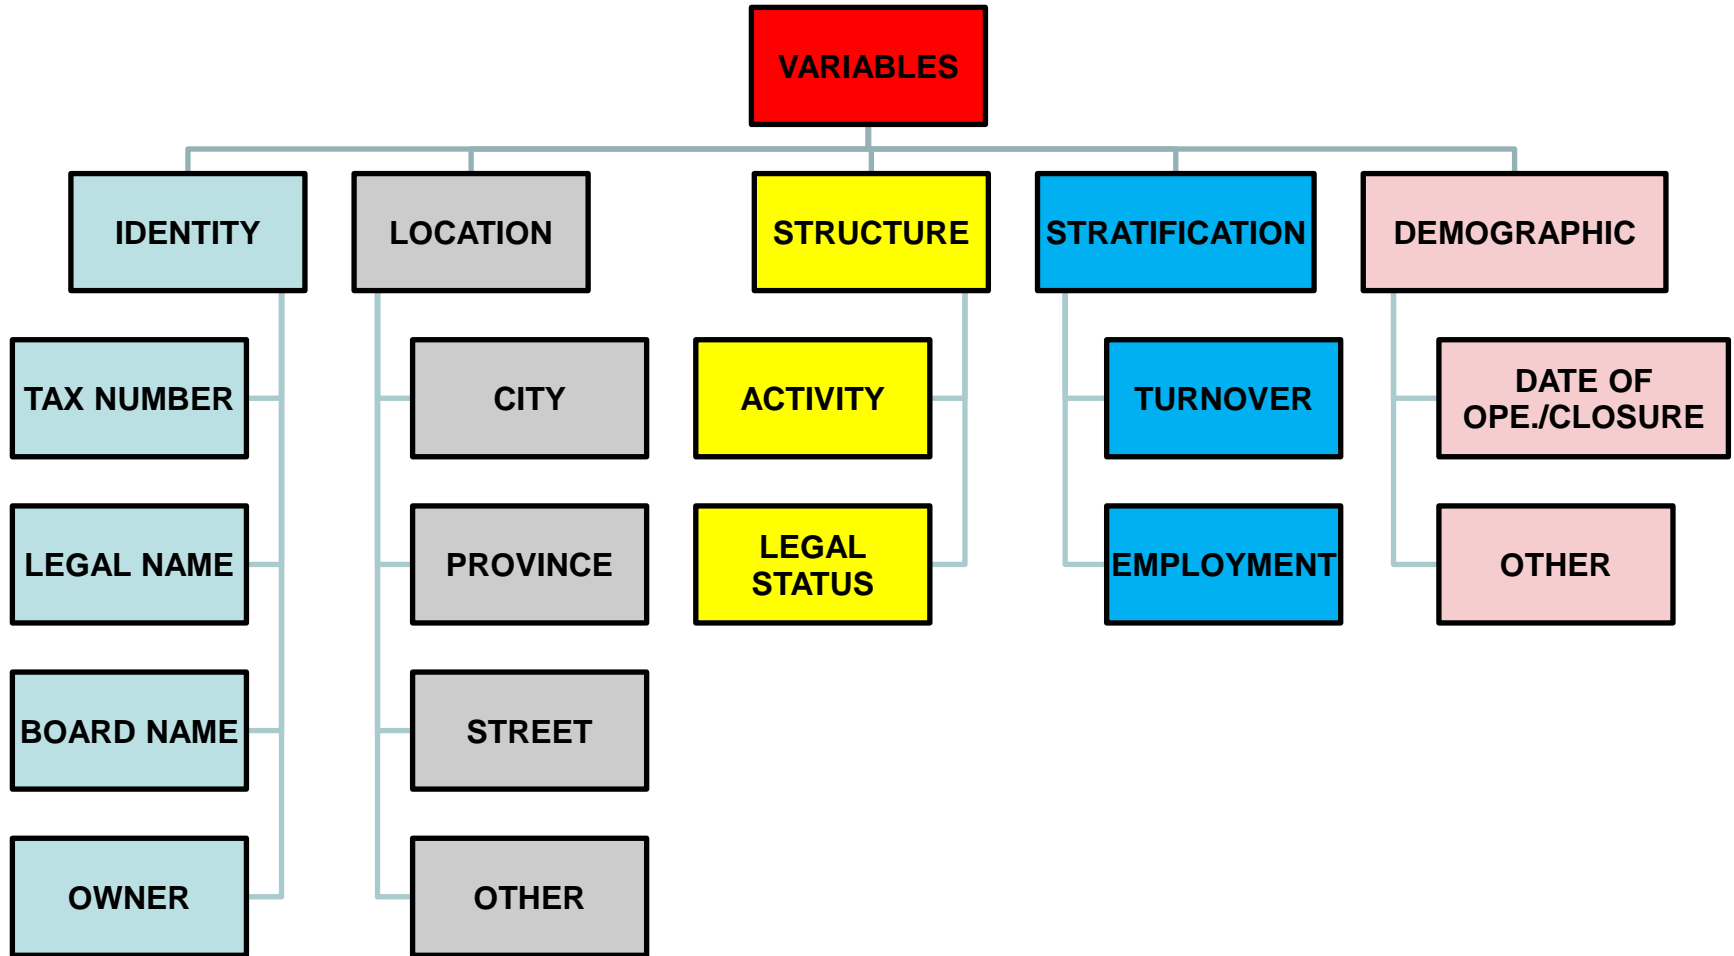 VARIABLES
IDENTITY
LOCATION
STRUCTURE
STRATIFICATION
DEMOGRAPHIC
TAX NUMBER
CITY
ACTIVITY
TURNOVER
DATE OF
OPE./CLOSURE
LEGAL NAME
PROVINCE
LEGAL
STATUS
EMPLOYMENT
OTHER
BOARD NAME
STREET
OWNER
OTHER